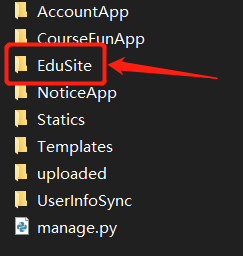 AccountApp
CourseFunApp
EduSite
NoticeApp
Statics
Templates
uploaded
UserInfoSync
manage.py